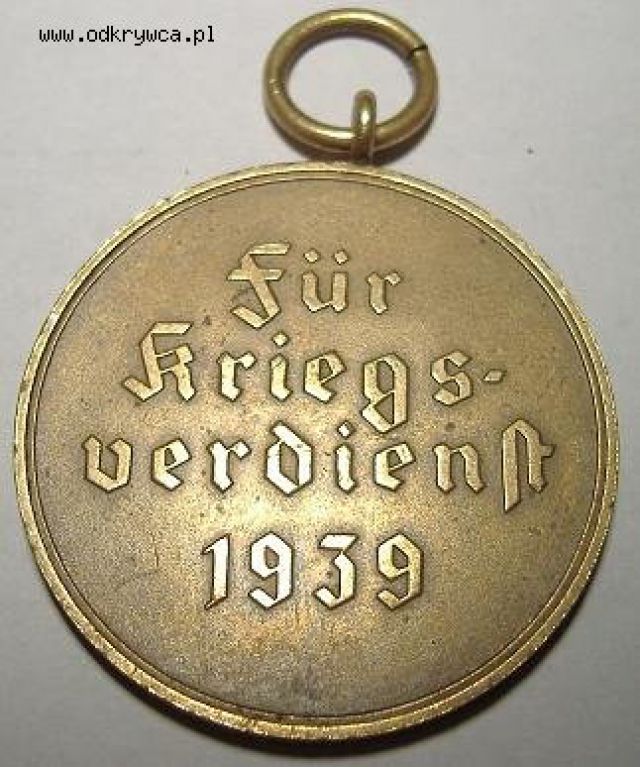 www.odkrywca.pl
Für
Kriegs-
verdienst
1939